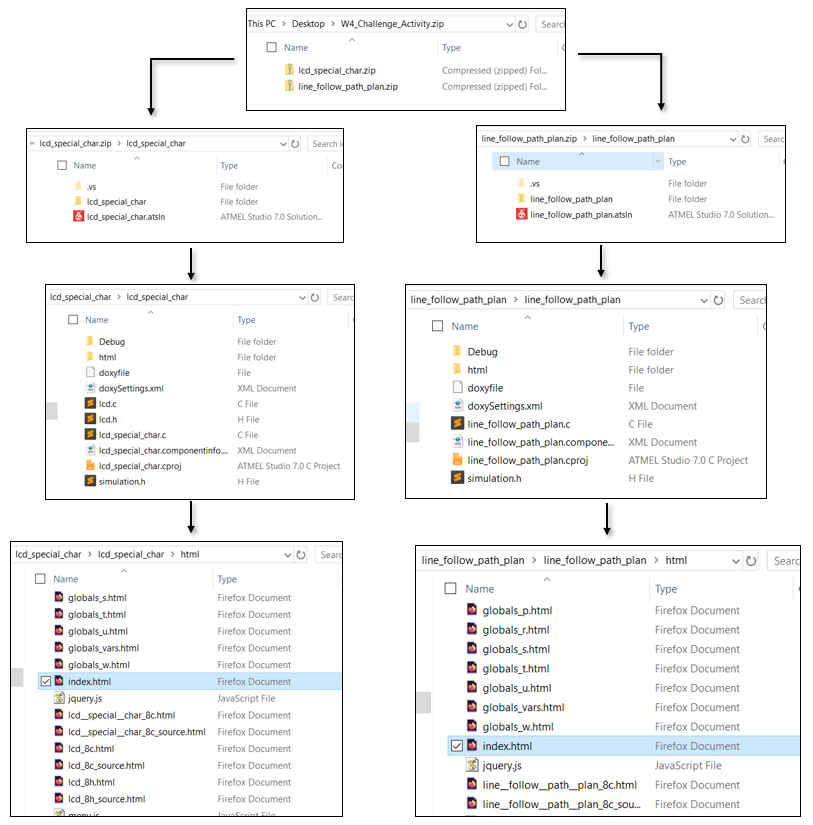 This PC > Desktop > W4_Challenge_Activity.zip
Name Type
lcd_special_char.zip Compressed (zipped) Fol...
line_follow_path_plan.zip Compressed (zipped) Fol...
« lcd_special_char.zip > lcd_special_char Search
Name Type
.vs File folder
lcd_special_char File folder
lcd_special_char.atsln ATMEL Studio 7.0 Solution...
line_follow_path_plan.zip > line_follow_path_plan
Name Type
.vs File folder
line_follow_path_plan File folder
line_follow_path_plan.atsln ATMEL Studio 7.0 Solution...
lcd_special_char > lcd_special_char
Name Type
Debug File folder
html File folder
doxyfile File
doxySettings.xml XML Document
lcd.c C File
lcd.h H File
lcd_special_char.c C File
lcd_special_char.componentinfo... XML Document
lcd_special_char.cproj ATMEL Studio 7.0 C Project
simulation.h H File
line_follow_path_plan > line_follow_path_plan
Name Type
Debug File folder
html File folder
doxyfile File
doxySettings.xml XML Document
line_follow_path_plan.c C File
line_follow_path_plan.compone... XML Document
line_follow_path_plan.cproj ATMEL Studio 7.0 C Project
simulation.h H File
lcd_special_char > lcd_special_char > html
Name Type
globals_s.html Firefox Document
globals_t.html Firefox Document
globals_u.html Firefox Document
globals_vars.html Firefox Document
globals_w.html Firefox Document
index.html Firefox Document
jquery.js JavaScript File
lcd__special__char_8c.html Firefox Document
lcd__special__char_8c_source.html Firefox Document
lcd_8c.html Firefox Document
lcd_8c_source.html Firefox Document
lcd_8h.html Firefox Document
lcd_8h_source.html Firefox Document
menu.js JavaScript File
line_follow_path_plan > line_follow_path_plan > html
Name Type
globals_p.html Firefox Document
globals_r.html Firefox Document
globals_s.html Firefox Document
globals_t.html Firefox Document
globals_u.html Firefox Document
globals_vars.html Firefox Document
globals_w.html Firefox Document
index.html Firefox Document
jquery.js JavaScript File
line__follow__path__plan_8c.html Firefox Document
line__follow__path__plan_8c_sou... Firefox Document